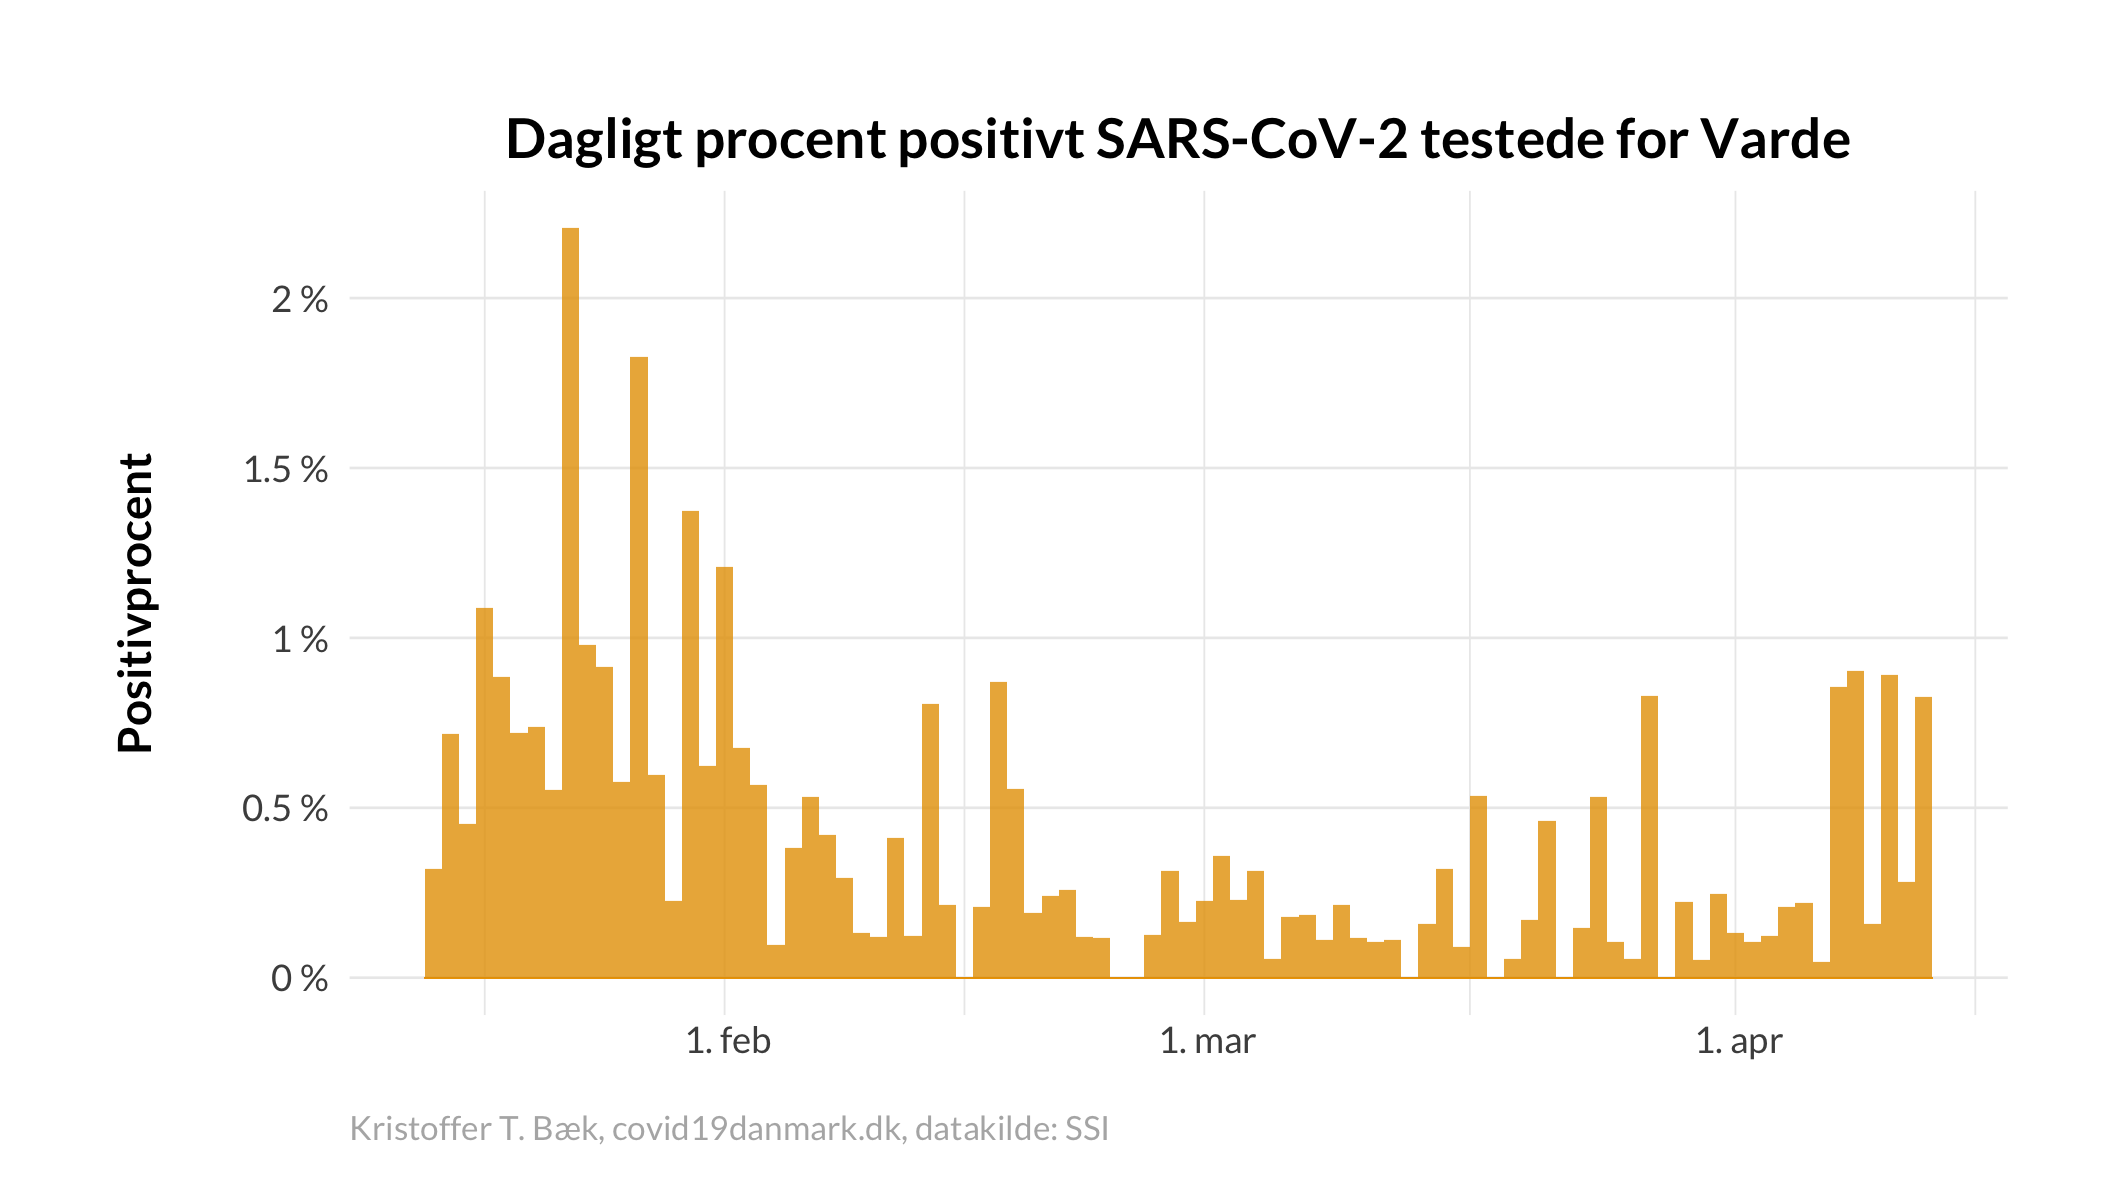 Dagligt procent positivt SARS-CoV-2 testede for Varde
Positivprocent
2 %
1.5 %
1 %
0.5 %
0 %
1. feb
1. mar
1. apr
Kristoffer T. Bæk, covid19danmark.dk, datakilde: SSI